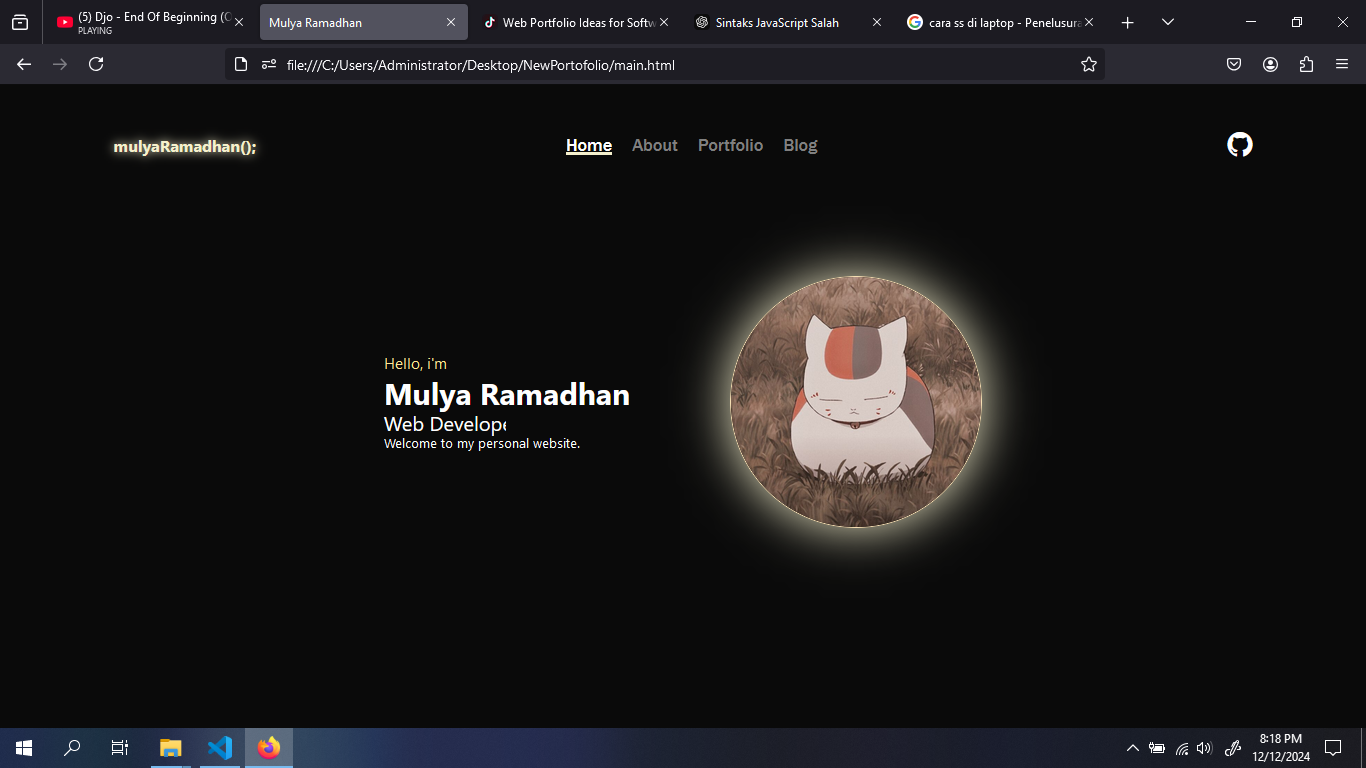 (5) Djo - End Of Beginning (O
PLAYING
Mulya Ramadhan
Web Portfolio Ideas for Softw
Sintaks JavaScript Salah
cara ss di laptop - Penelusura
file:///C:/Users/Administrator/Desktop/NewPortofolio/main.html
mulyaRamadhan();
Home About Portfolio Blog
Hello, i'm
Mulya Ramadhan
Web Develope
Welcome to my personal website.
8:18 PM
12/12/2024